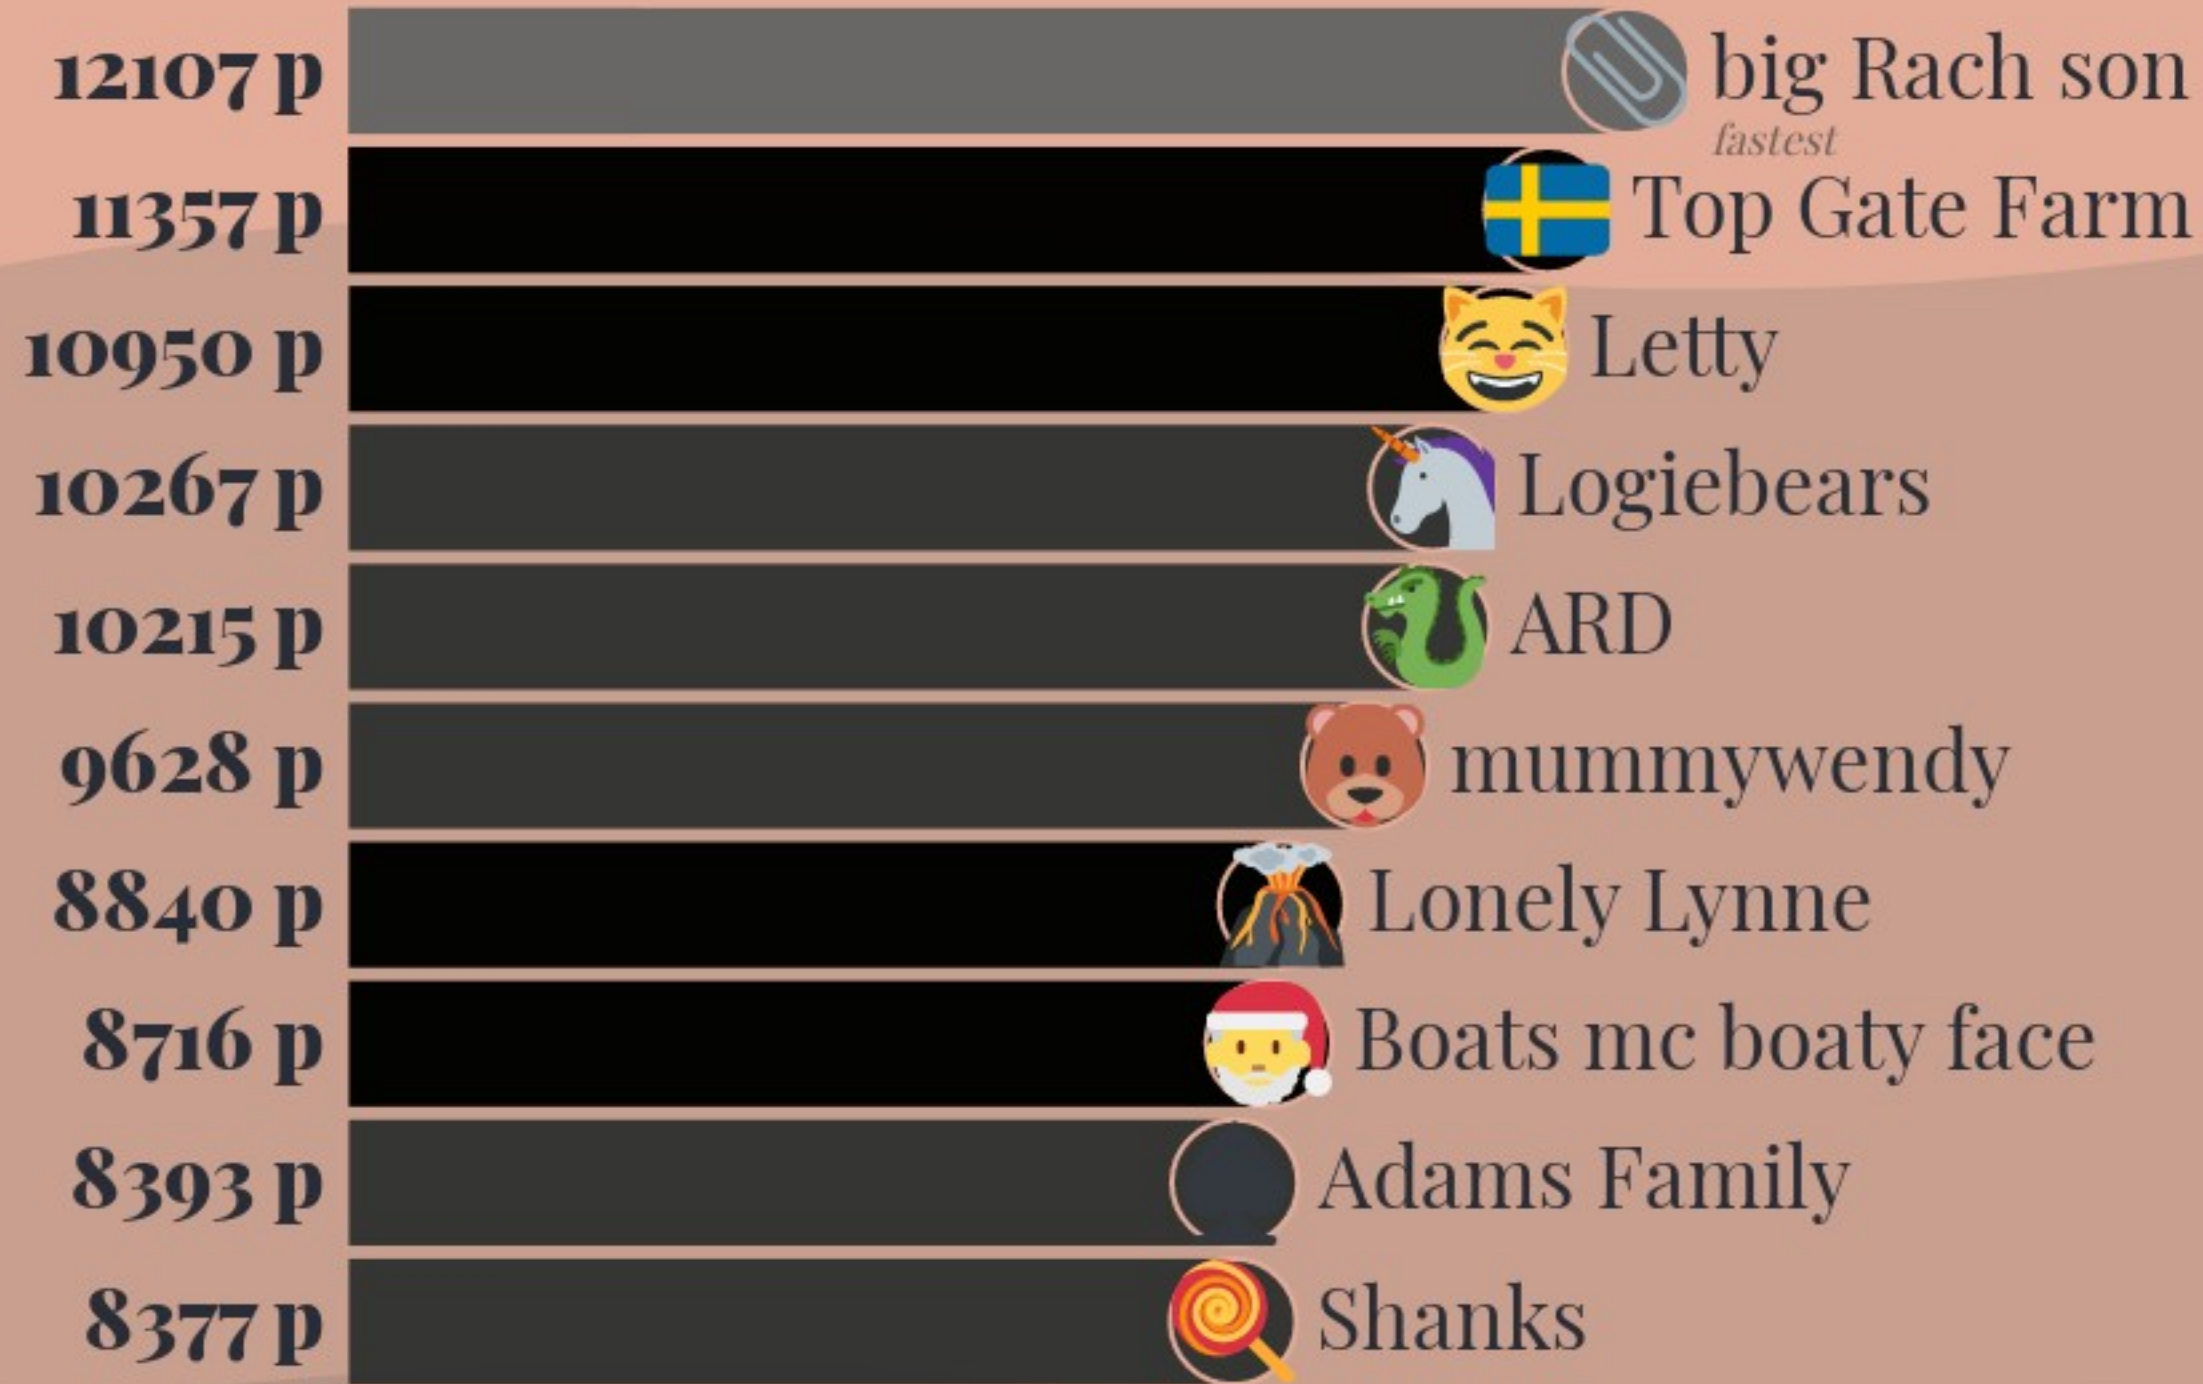 12107 p big Rach son
fastest
11357 p Top Gate Farm
10950 p Letty
10267 p Logiebears
10215 p ARD
9628 p mummywendy
8840 p Lonely Lynne
8716 p Boats mc boaty face
8393 p Adams Family
8377 p Shanks